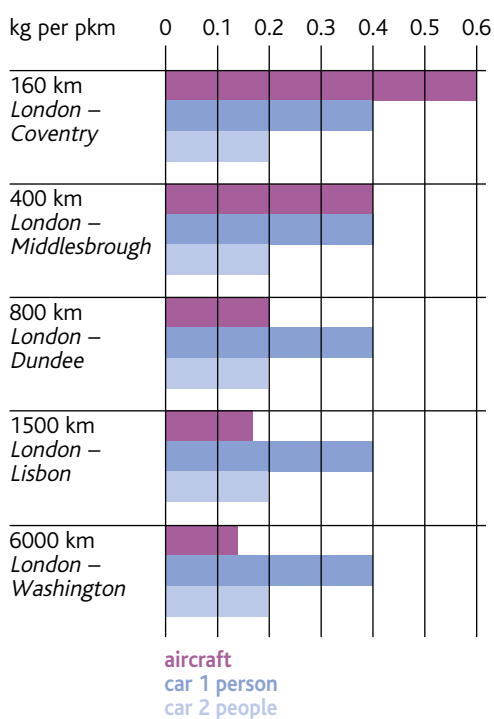 kg per pkm 0 0.1 0.2 0.3 0.4 0.5 0.6
160 km
London –
Coventry
400 km
London –
Middlesbrough
800 km
London –
Dundee
1500 km
London –
Lisbon
6000 km
London –
Washington
aircraft
car 1 person
car 2 people